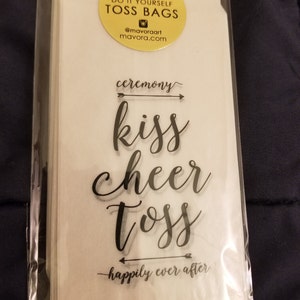 DO IT YOURSELF
TOSS BAGS
@mavoraart
mavora.com
ceremony
kiss
cheer
toss
happily ever after